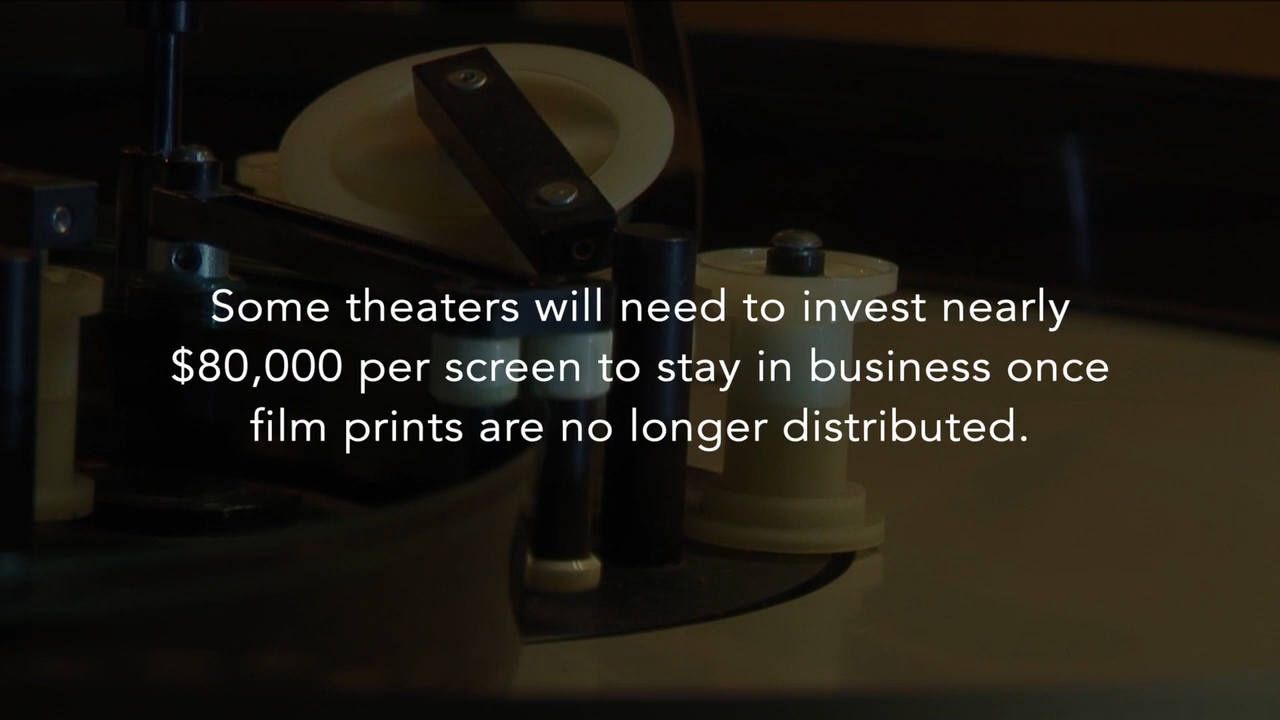 Some theaters will need to invest nearly
$80,000 per screen to stay in business once
film prints are no longer distributed.